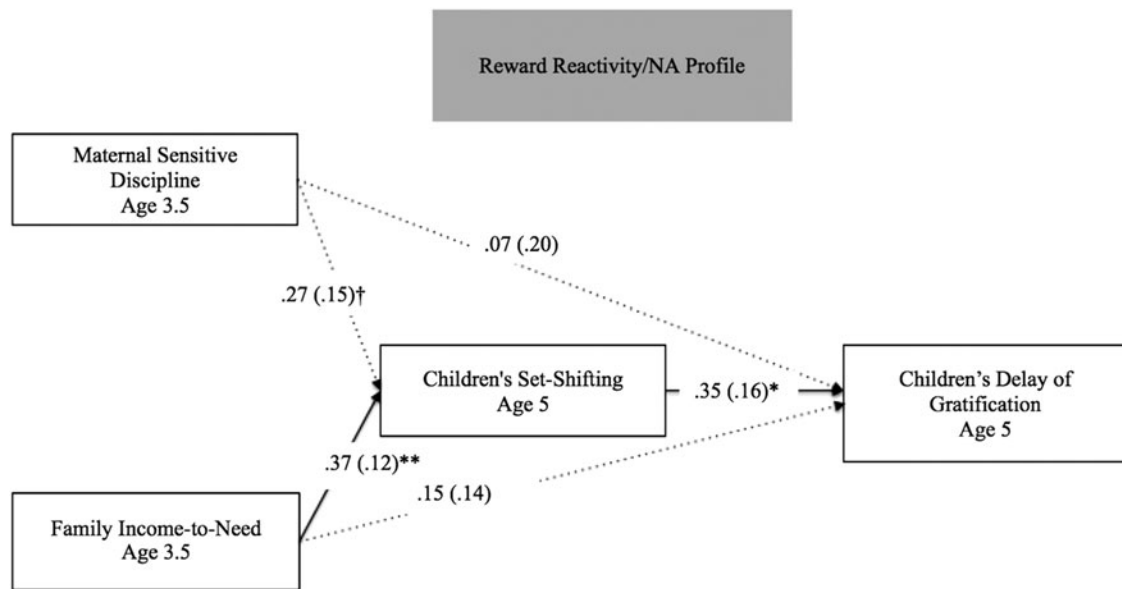 Reward Reactivity/NA Profile
Maternal Sensitive
Discipline
Age 3.5
.07 (.20)
.27 (.15)†
Children's Set-Shifting
Age 5
.35 (.16)*
Children’s Delay of
Gratification
Age 5
.37 (.12)**
.15 (.14)
Family Income-to-Need
Age 3.5